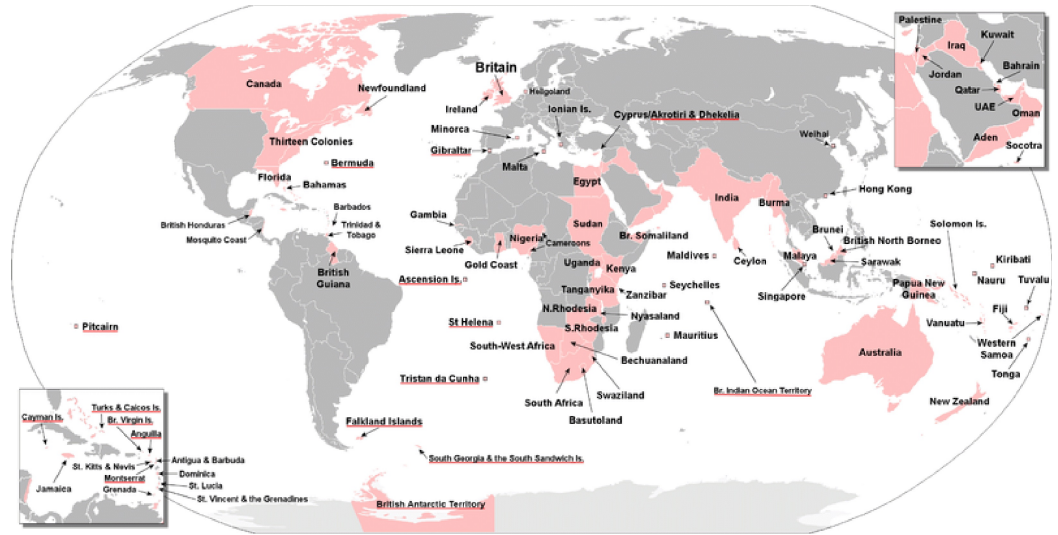 Britain
Canada
Newfoundland
Ireland
Heligoland
Ionian Is.
Minorca
Gibraltar
Malta
Cyprus/Akrotiri & Dhekelia
Weihai
Thirteen Colonies
Bermuda
Florida
Bahamas
British Honduras
Mosquito Coast
Barbados
Trinidad &
Tobago
British
Guiana
Gambia
Sierra Leone
Gold Coast
Nigeria
Cameroons
Egypt
Sudan
Br. Somaliland
Uganda
Kenya
Tanganyika
Zanzibar
N.Rhodesia
Nyasaland
S.Rhodesia
South-West Africa
Bechuanaland
Swaziland
South Africa
Basutoland
Ascension Is.
St Helena
Tristan da Cunha
Falkland Islands
South Georgia & the South Sandwich Is.
British Antarctic Territory
Pitcairn
India
Burma
Hong Kong
Maldives
Ceylon
Malaya
Singapore
Brunei
British North Borneo
Sarawak
Seychelles
Mauritius
Br. Indian Ocean Territory
Solomon Is.
Papua New
Guinea
Kiribati
Nauru
Tuvalu
Fiji
Vanuatu
Western
Samoa
Tonga
Australia
New Zealand
Palestine
Iraq
Kuwait
Jordan
Bahrain
Qatar
UAE
Oman
Aden
Socotra
Turks & Caicos Is.
Cayman Is.
Br. Virgin Is.
Anguilla
Antigua & Barbuda
St. Kitts & Nevis
Montserrat
Dominica
Jamaica
Grenada
St. Lucia
St. Vincent & the Grenadines